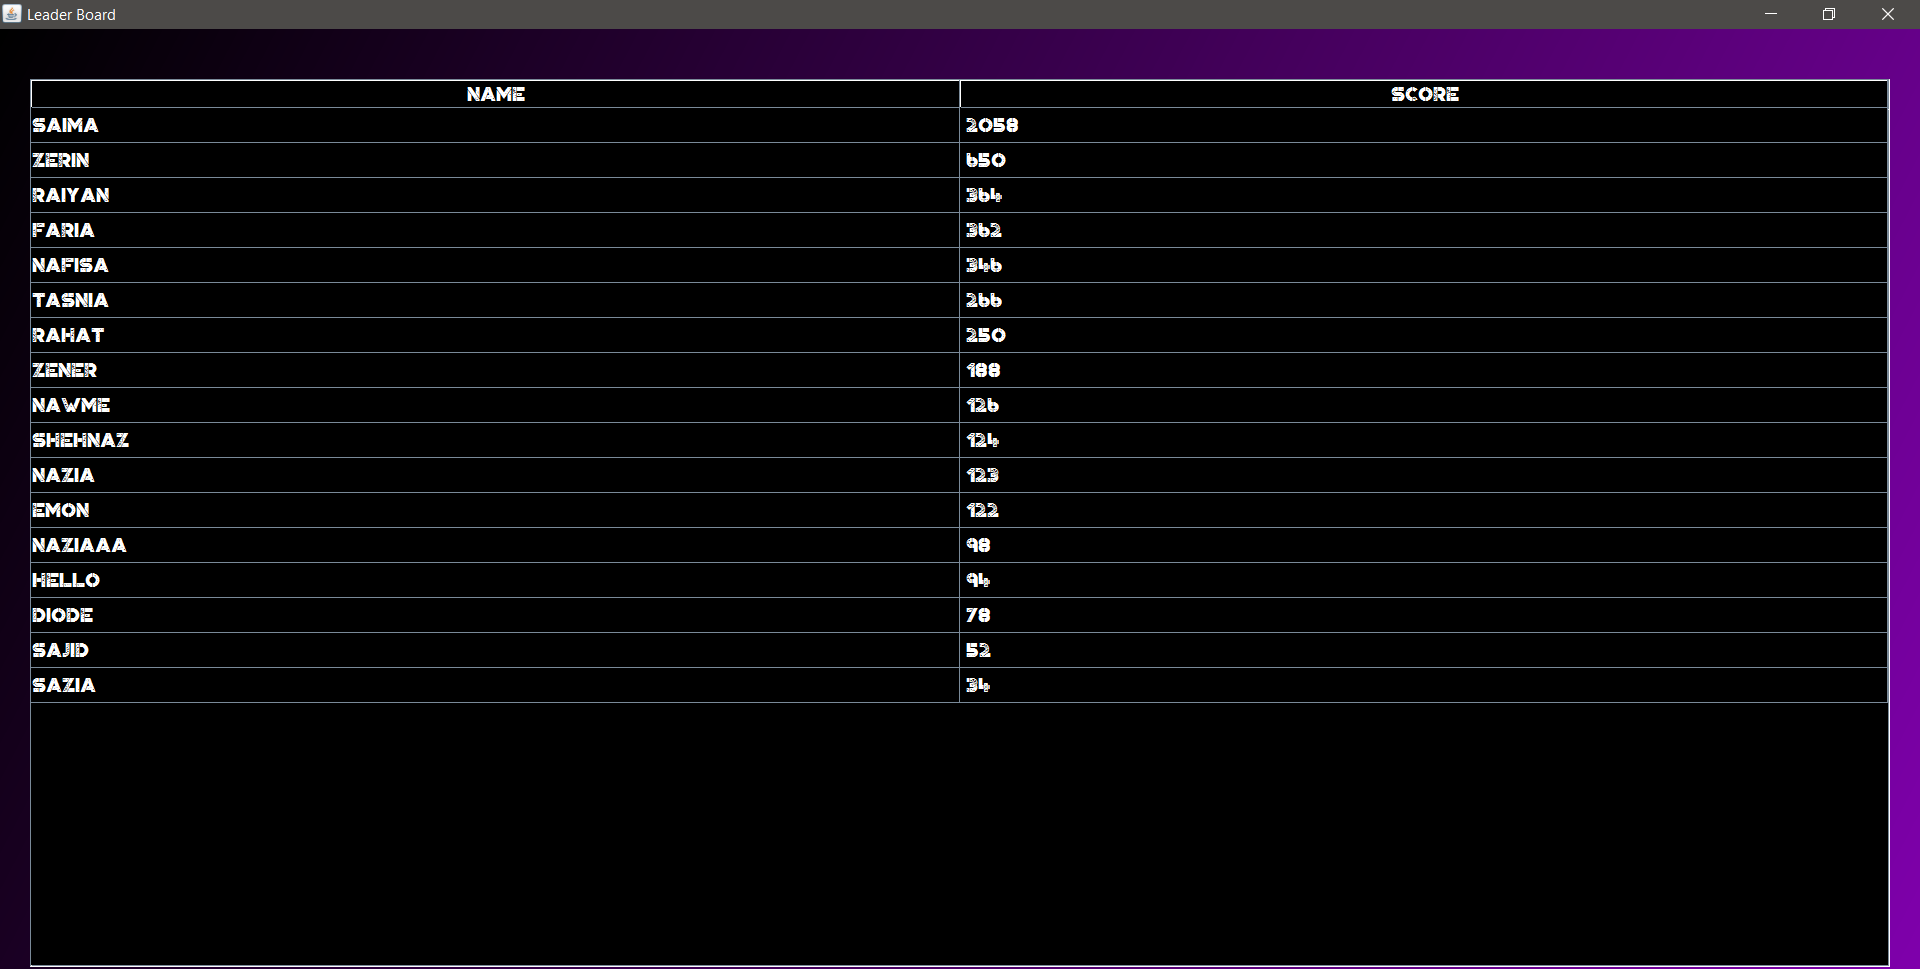 Leader Board
NAME SCORE
SAIMA 2058
ZERIN 650
RAIYAN 364
FARIA 362
NAFISA 346
TASNIA 266
RAHAT 250
ZENER 188
NAWME 126
SHEHNAZ 124
NAZIA 123
EMON 122
NAZIAAA 98
HELLO 94
DIODE 78
SAJID 52
SAZIA 34